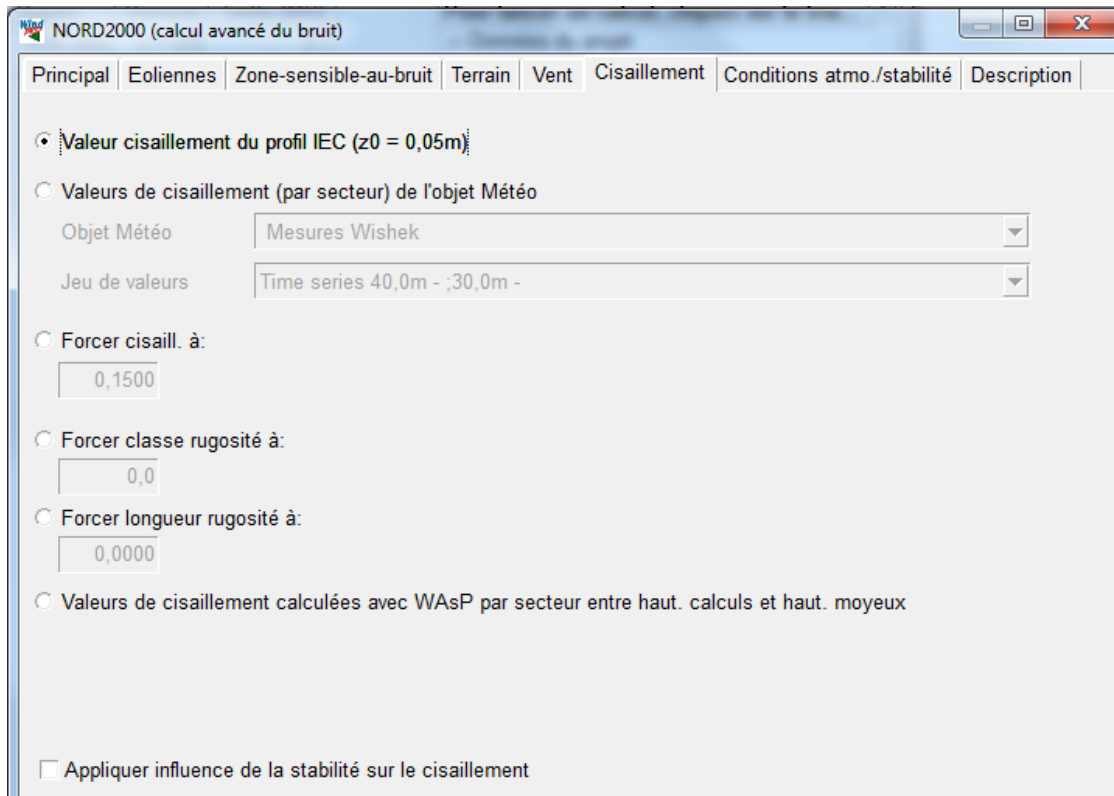 NORD2000 (calcul avancé du bruit)
Principal Eoliennes Zone-sensible-au-bruit Terrain Vent Cisaillement Conditions atmo./stabilité Description
Valeur cisaillement du profil IEC (z0 = 0,05m)
Valeurs de cisaillement (par secteur) de l'objet Météo
Objet Météo Mesures Wishek
Jeu de valeurs Time series 40,0m - ;30,0m -
Forcer cisaill. à:
0,1500
Forcer classe rugosité à:
0,0
Forcer longueur rugosité à:
0,0000
Valeurs de cisaillement calculées avec WAsP par secteur entre haut. calculs et haut. moyeux
Appliquer influence de la stabilité sur le cisaillement